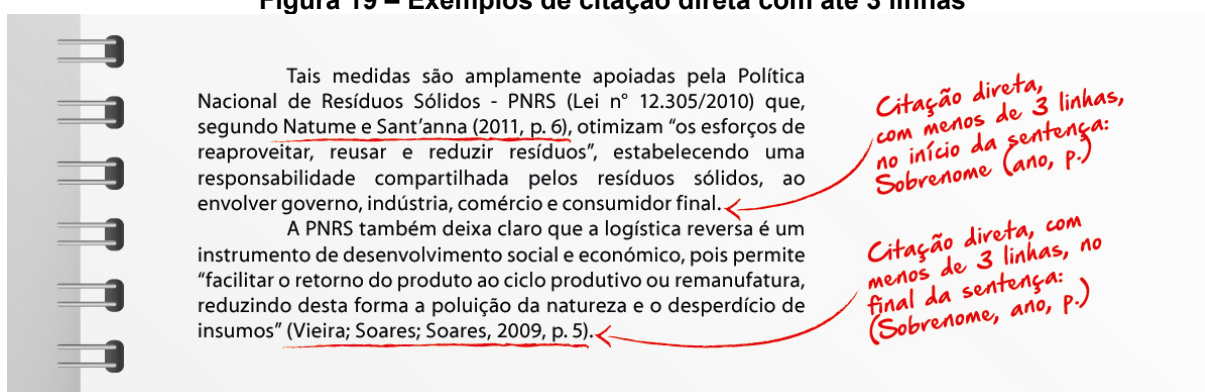 Figura 19 – Exemplos de citação direta com até 3 linhas
Tais medidas são amplamente apoiadas pela Política
Nacional de Resíduos Sólidos - PNRS (Lei n° 12.305/2010) que,
segundo Natume e Sant’anna (2011, p. 6), otimizam “os esforços de
reaproveitar, reusar e reduzir resíduos”, estabelecendo uma
responsabilidade compartilhada pelos resíduos sólidos, ao
envolver governo, indústria, comércio e consumidor final.
A PNRS também deixa claro que a logística reversa é um
instrumento de desenvolvimento social e económico, pois permite
“facilitar o retorno do produto ao ciclo produtivo ou remanufatura,
reduzindo desta forma a poluição da natureza e o desperdício de
insumos” (Vieira; Soares; Soares, 2009, p. 5).
Citação direta,
com menos de 3 linhas,
no início da sentença:
Sobrenome (ano, p.)
Citação direta, com
menos de 3 linhas, no
final da sentença:
(Sobrenome, ano, p.)